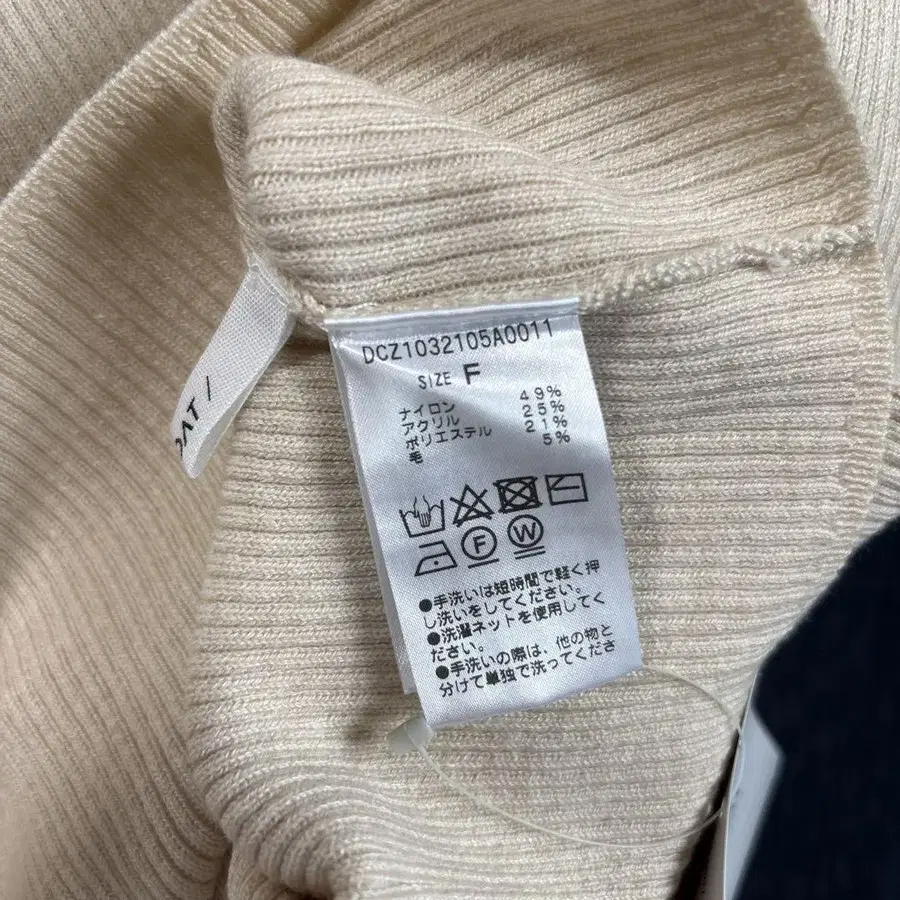 DCZ1032105A0011
SIZE F
ナイロン 49%
アクリル 25%
ポリエステル 21%
毛 5%
F W
●手洗いは短時間で軽く押
し洗いをしてください。
●洗濯ネットを使用してく
ださい。
●手洗いの際は、他の物と
分けて単独で洗ってくださ
OAT /